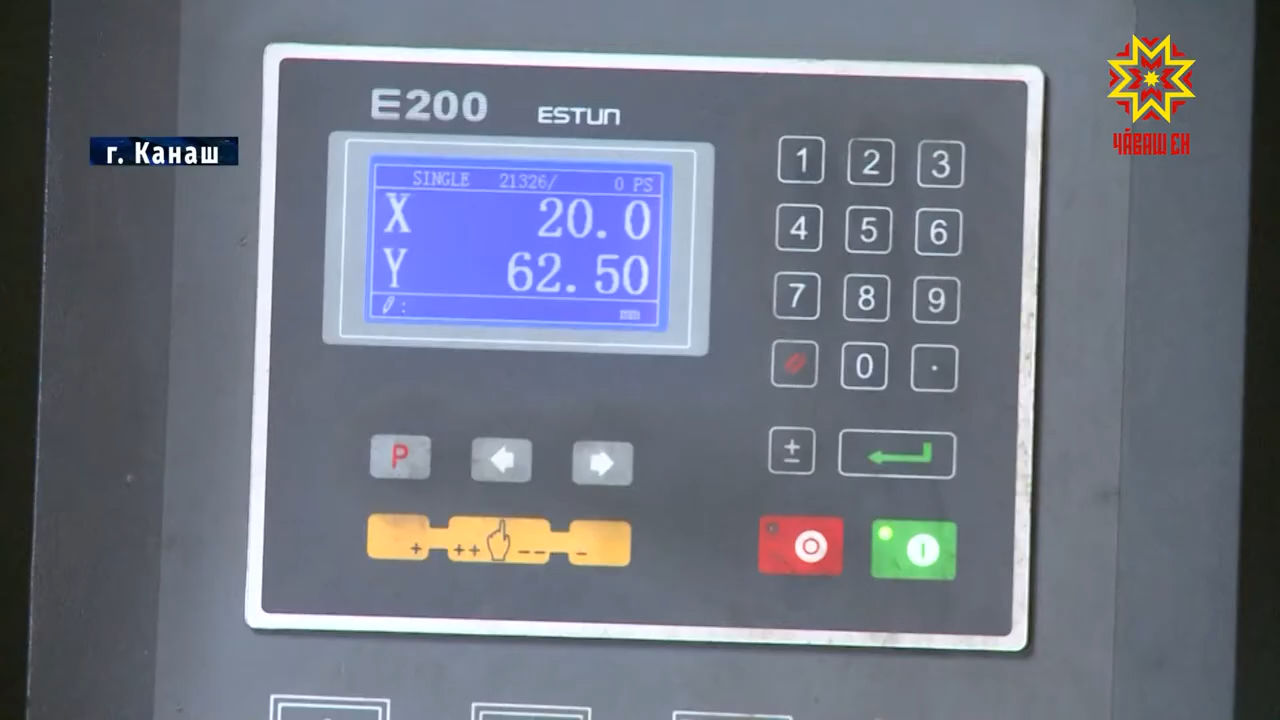 E200 ESTUN
г. Канаш
ЧӐВАШ ЕН
SINGLE 21326/ 0 PS
X 20.0
Y 62.50
: mm
1 2 3
4 5 6
7 8 9
0 .
P
±
+ ++ -- -